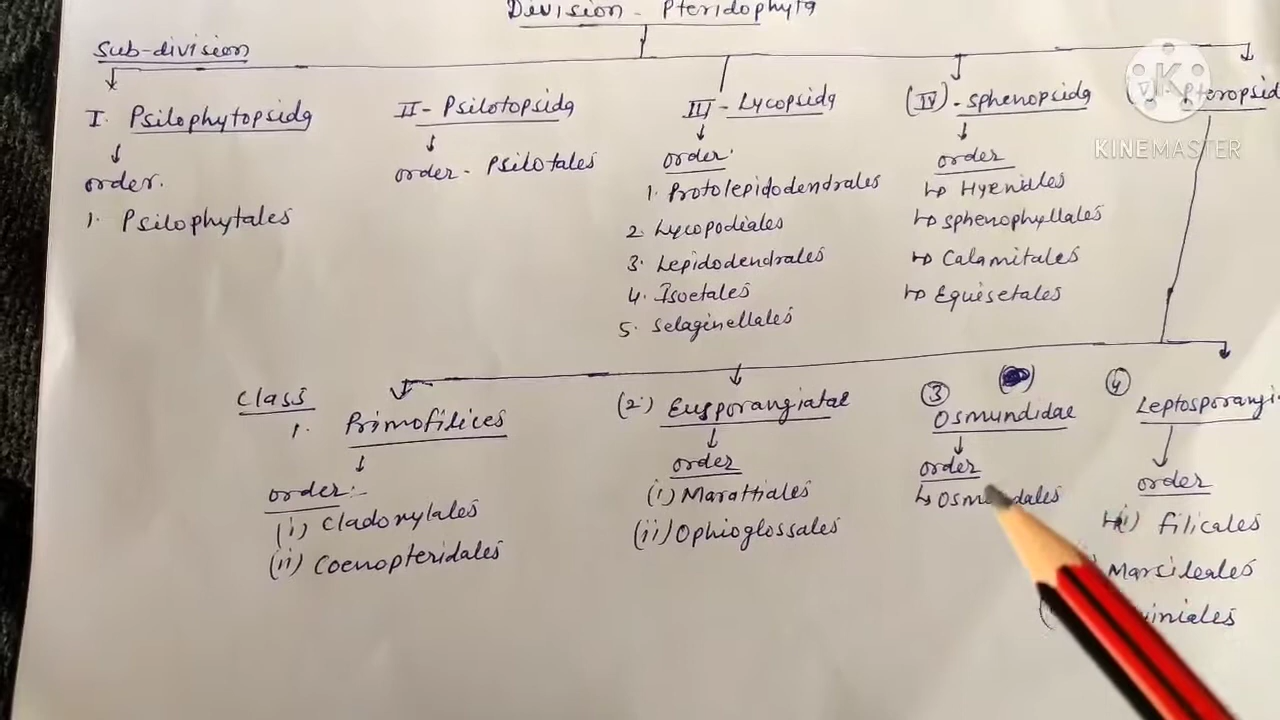 Division - Pteridophyta
Sub-division
I. Psilophytopsida
order.
1. Psilophytales
II - Psilotopsida
order - Psilotales
III - Lycopsida
order.
1. Protolepidodendrales
2. Lycopodiales
3. Lepidodendrales
4. Isoetales
5. Selaginellales
(IV) - Sphenopsida
order
↳ Hyeniales
↳ Sphenophyllales
↳ Calamitales
↳ Equisetales
KINEMASTER
Class
1. Primofilices
order:-
(i) Cladoxylales
(ii) Coenopteridales
(2.) Eusporangiatae
order
(i) Marattiales
(ii) Ophioglossales
③
Osmundidae
order
④
order
filicales
Marsileales